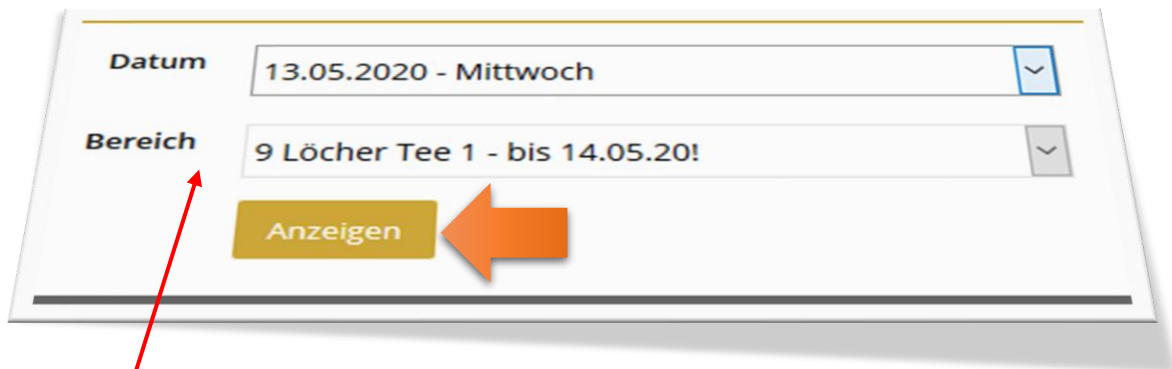 Datum
13.05.2020 - Mittwoch
Bereich
9 Löcher Tee 1 - bis 14.05.20!
Anzeigen